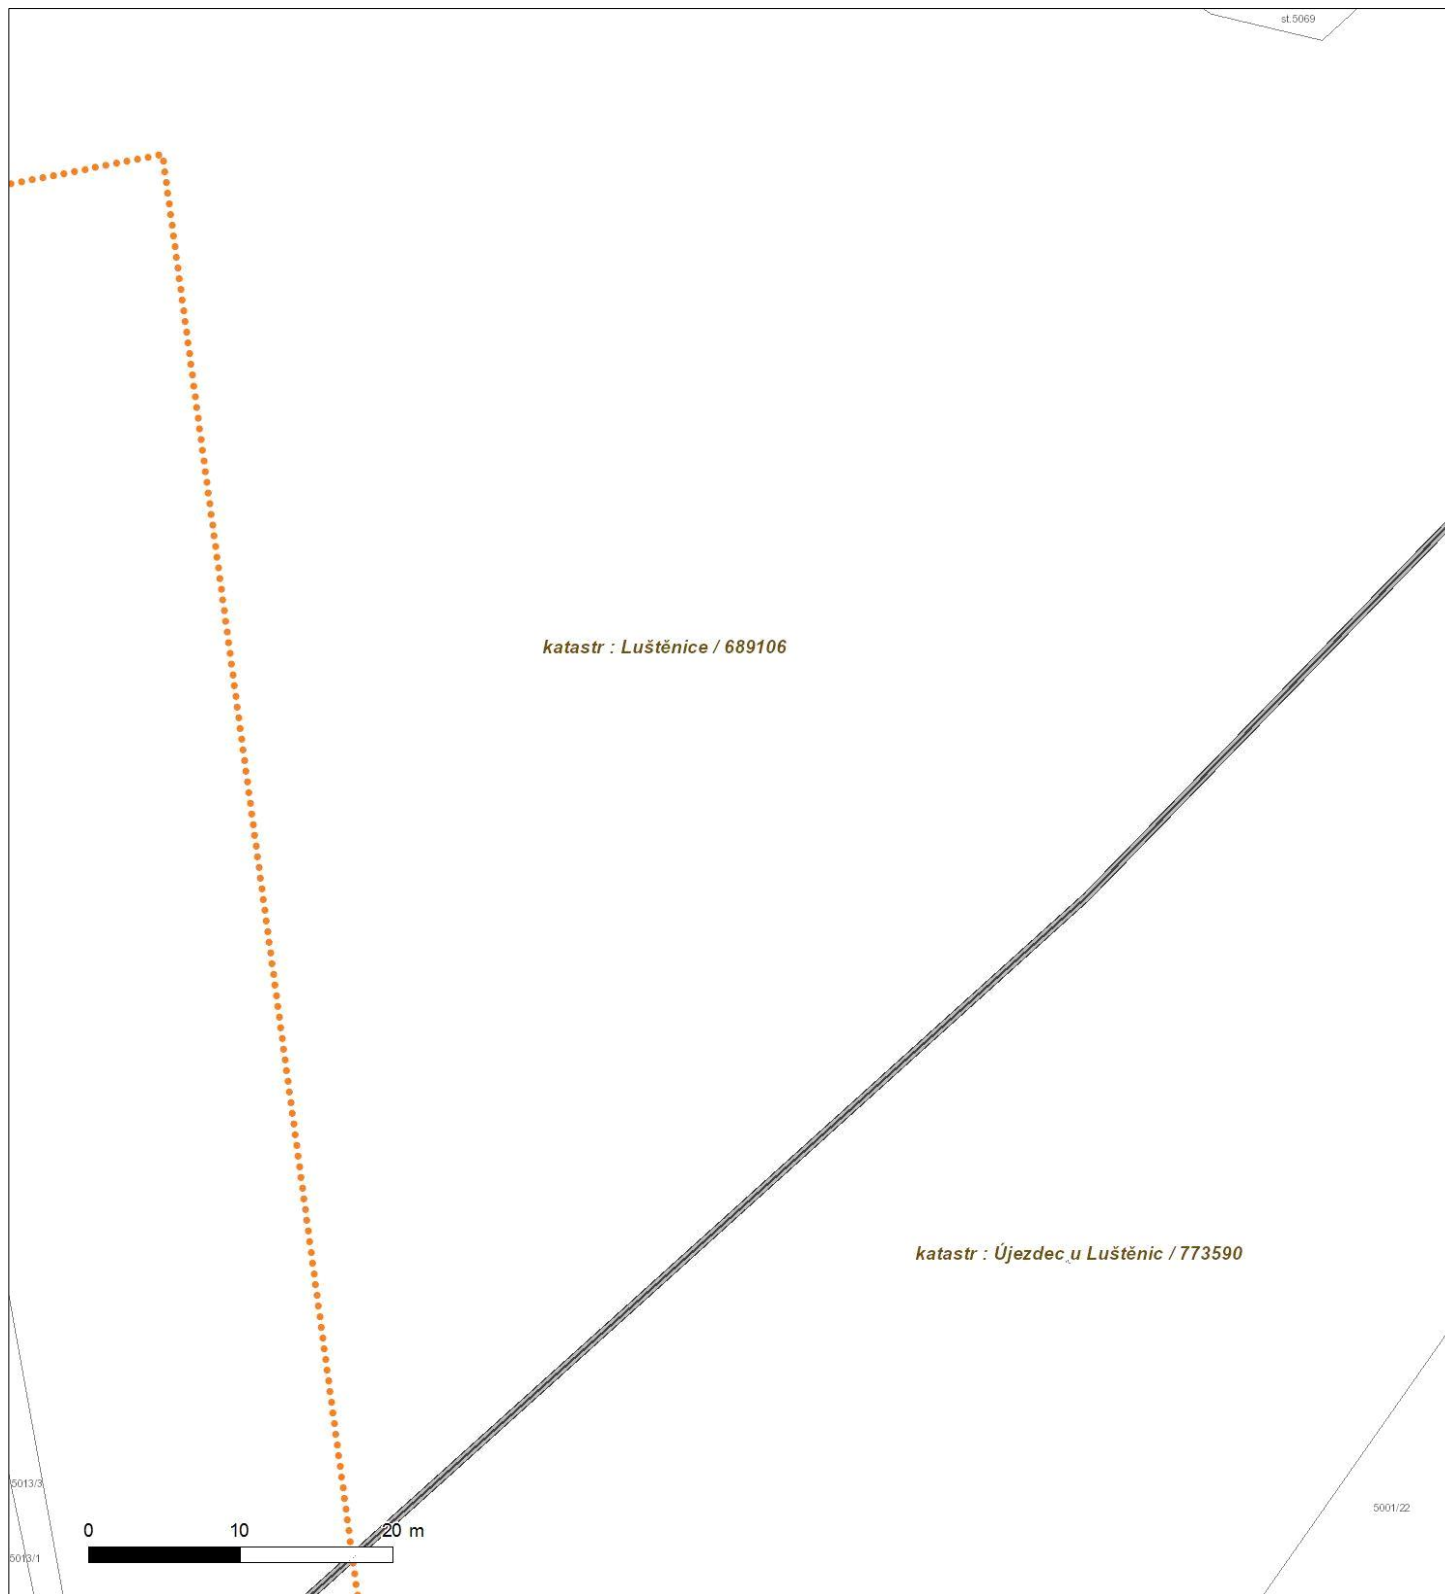 st.5069
katastr : Luštěnice / 689106
katastr : Újezdec u Luštěnic / 773590
5013/3
5001/22
0 10 20 m
5013/1